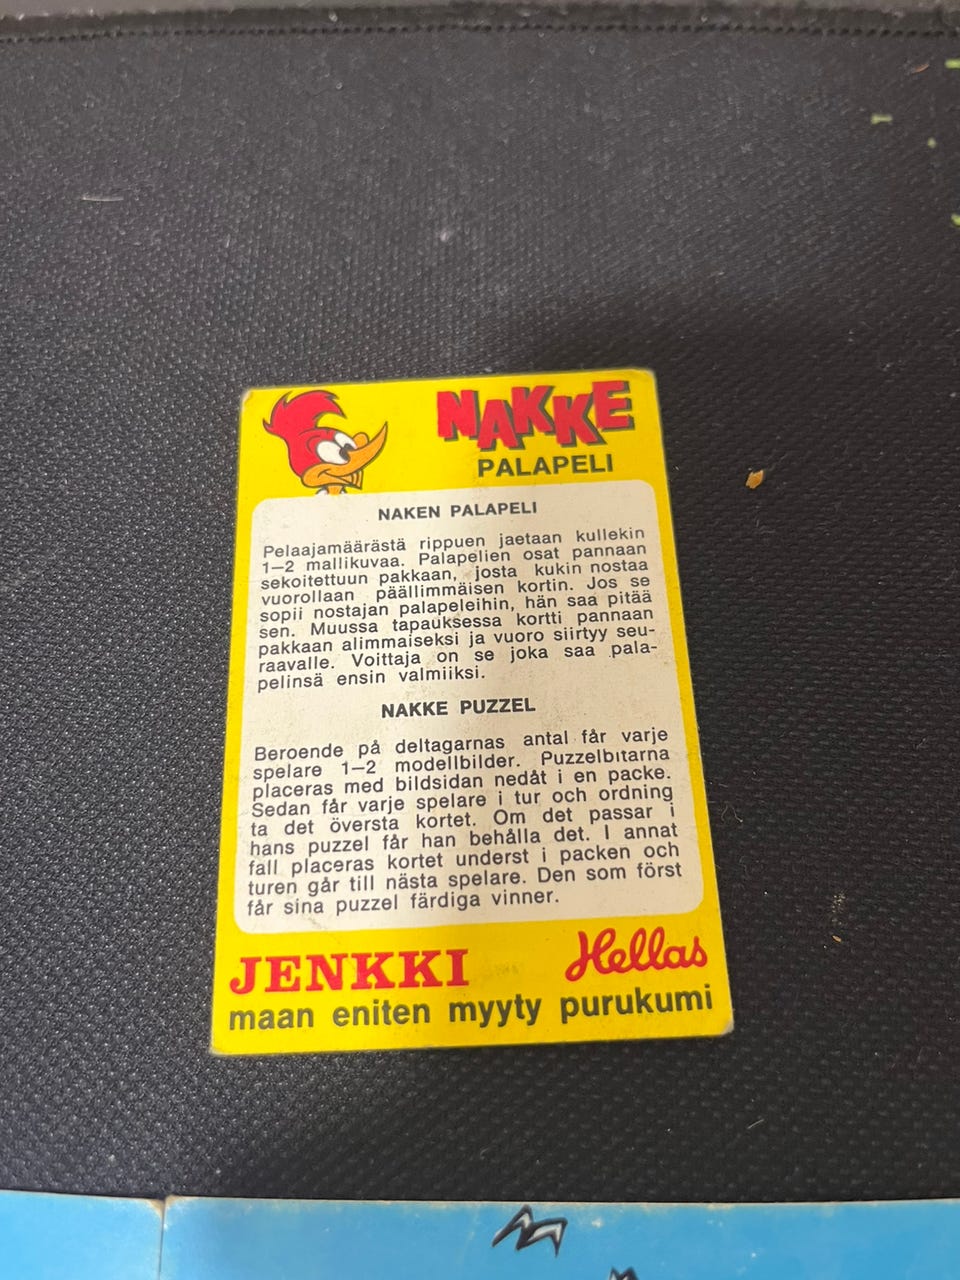 NAKKE
PALAPELI
NAKEN PALAPELI
Pelaajamäärästä rippuen jaetaan kullekin
1—2 mallikuvaa. Palapelien osat pannaan
sekoitettuun pakkaan, josta kukin nostaa
vuorollaan päällimmäisen kortin. Jos se
sopii nostajan palapeleihin, hän saa pitää
sen. Muussa tapauksessa kortti pannaan
pakkaan alimmaiseksi ja vuoro siirtyy seu-
raavalle. Voittaja on se joka saa pala-
pelinsä ensin valmiiksi.
NAKKE PUZZEL
Beroende på deltagarnas antal får varje
spelare 1—2 modellbilder. Puzzelbitarna
placeras med bildsidan nedåt i en packe.
Sedan får varje spelare i tur och ordning
ta det översta kortet. Om det passar i
hans puzzel får han behålla det. I annat
fall placeras kortet underst i packen och
turen går till nästa spelare. Den som först
får sina puzzel färdiga vinner.
JENKKI Hellas
maan eniten myyty purukumi